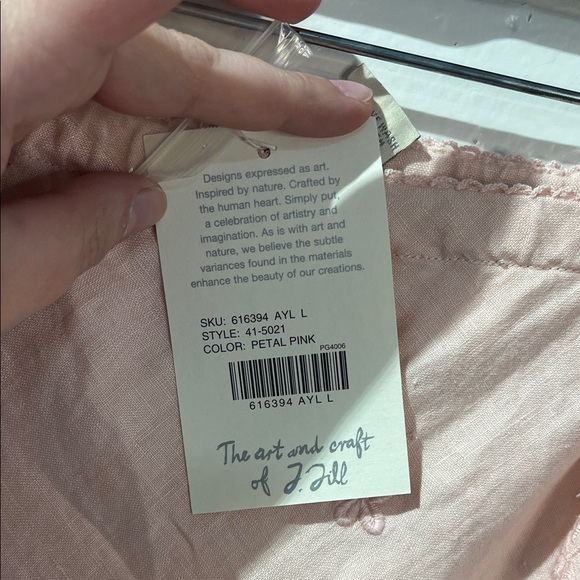 Designs expressed as art.
Inspired by nature. Crafted by
the human heart. Simply put,
a celebration of artistry and
imagination. As is with art and
nature, we believe the subtle
variances found in the materials
enhance the beauty of our creations.
SKU: 616394 AYL L
STYLE: 41-5021
COLOR: PETAL PINK
PG4006
616394 AYL L
The art and craft
of J. Jill
WASH